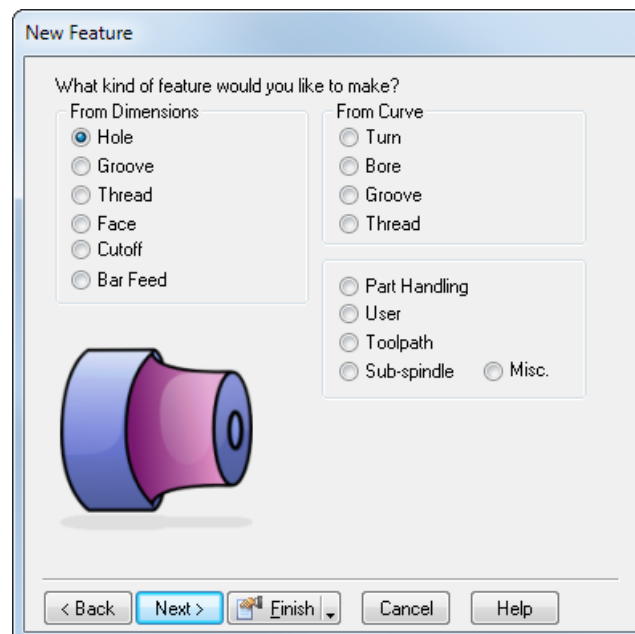 New Feature
What kind of feature would you like to make?
From Dimensions
Hole
Groove
Thread
Face
Cutoff
Bar Feed
From Curve
Turn
Bore
Groove
Thread
Part Handling
User
Toolpath
Sub-spindle Misc.
< Back Next > Finish Cancel Help